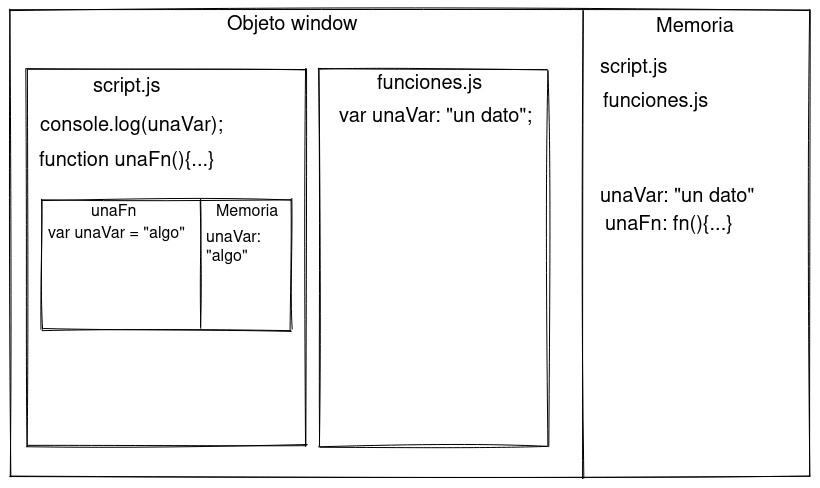 Objeto window
script.js
console.log(unaVar);
function unaFn(){...}
unaFn
var unaVar = "algo"
Memoria
unaVar:
"algo"
funciones.js
var unaVar: "un dato";
Memoria
script.js
funciones.js
unaVar: "un dato"
unaFn: fn(){...}